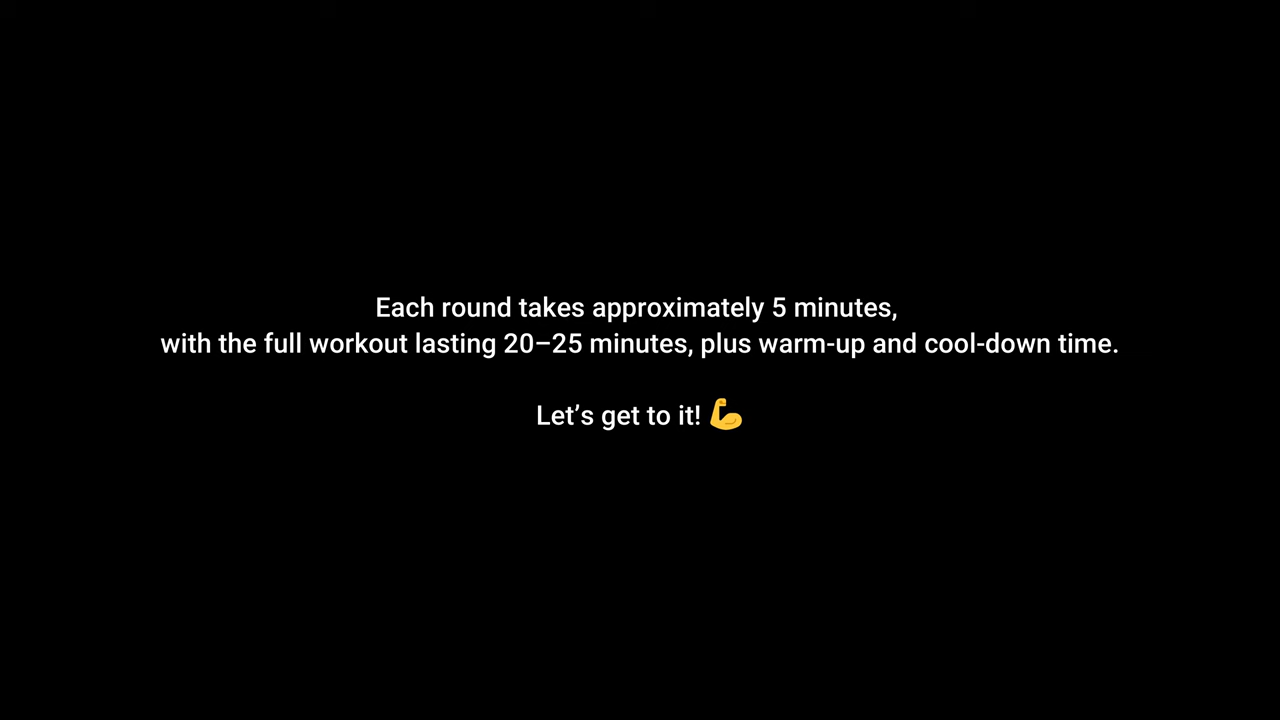 Each round takes approximately 5 minutes,
with the full workout lasting 20–25 minutes, plus warm-up and cool-down time.
Let’s get to it! 💪